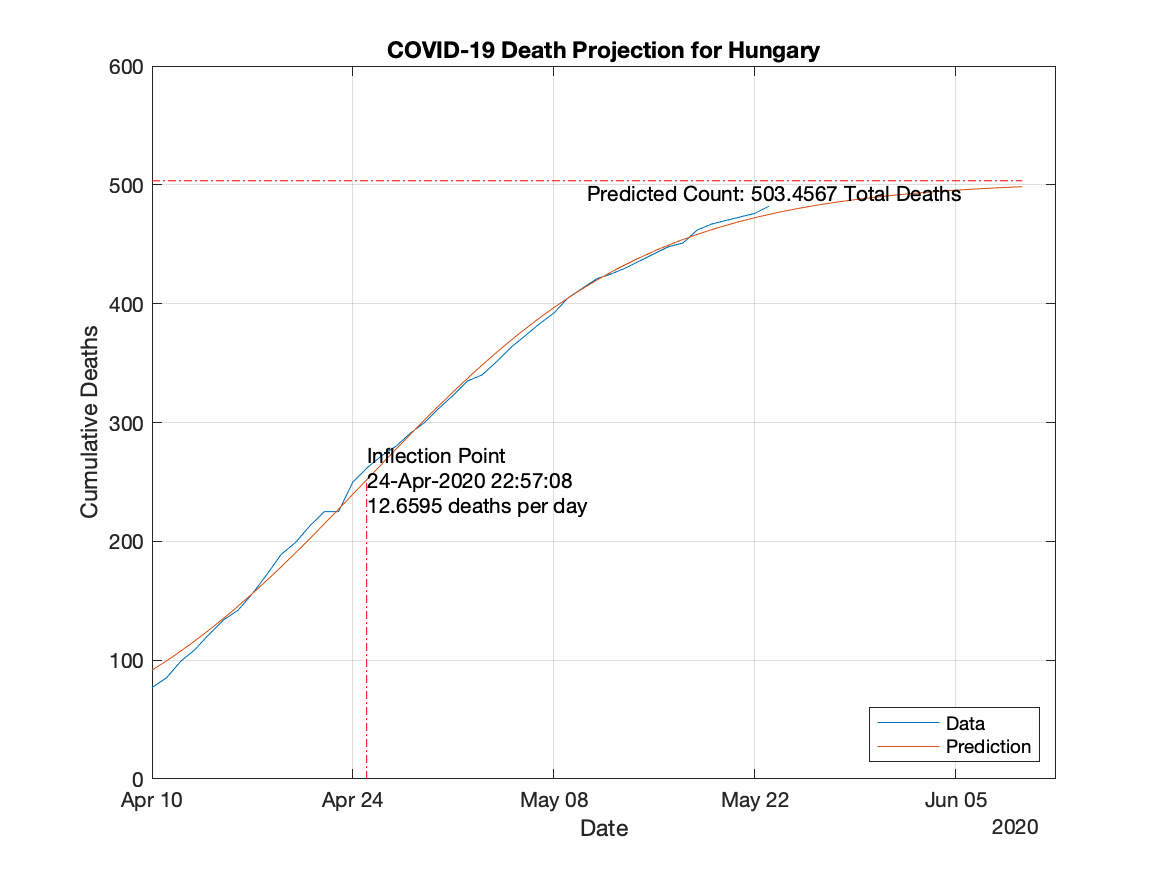 COVID-19 Death Projection for Hungary
600
500
400
300
200
100
0
Cumulative Deaths
Predicted Count: 503.4567 Total Deaths
Inflection Point
24-Apr-2020 22:57:08
12.6595 deaths per day
Data
Prediction
Apr 10 Apr 24 May 08 May 22 Jun 05
Date
2020